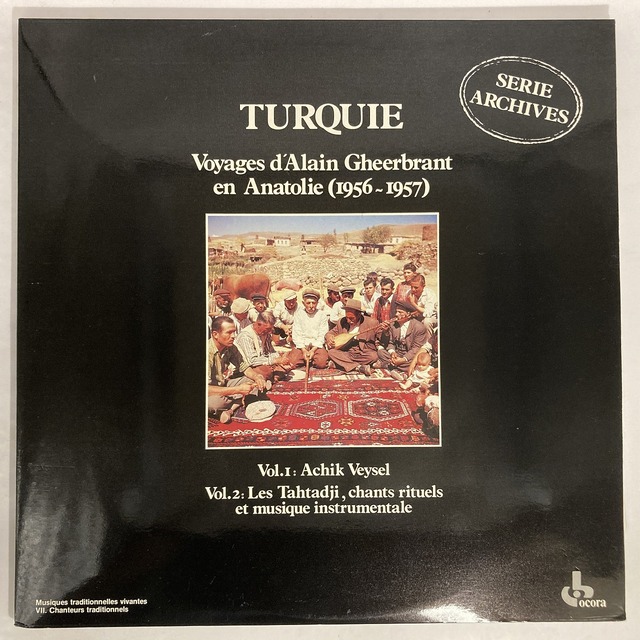 SERIE
ARCHIVES
TURQUIE
Voyages d'Alain Gheerbrant
en Anatolie (1956~1957)
Vol.1: Achik Veysel
Vol.2: Les Tahtadji, chants rituels
et musique instrumentale
Musiques traditionnelles vivantes
VII. Chanteurs traditionnels
ocora